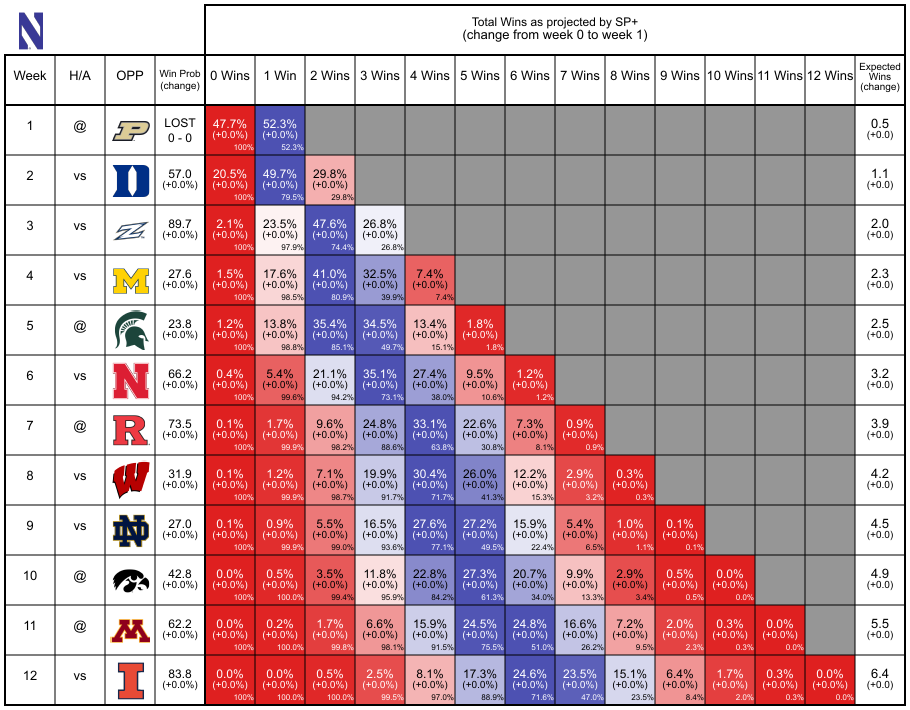 N
Total Wins as projected by SP+
(change from week 0 to week 1)
Week H/A OPP Win Prob (change) 0 Wins 1 Win 2 Wins 3 Wins 4 Wins 5 Wins 6 Wins 7 Wins 8 Wins 9 Wins 10 Wins 11 Wins 12 Wins Expected Wins (change)
1 @ P LOST 47.7% 52.3% 0.5
0 - 0 (+0.0%) (+0.0%) (+0.0)
100% 52.3%
2 vs D 57.0 20.5% 49.7% 29.8% 1.1
(+0.0%) (+0.0%) (+0.0%) (+0.0%) (+0.0)
100% 79.5% 29.8%
3 vs Z 89.7 2.1% 23.5% 47.6% 26.8% 2.0
(+0.0%) (+0.0%) (+0.0%) (+0.0%) (+0.0%) (+0.0)
100% 97.9% 74.4% 26.8%
4 vs M 27.6 1.5% 17.6% 41.0% 32.5% 7.4% 2.3
(+0.0%) (+0.0%) (+0.0%) (+0.0%) (+0.0%) (+0.0%) (+0.0)
100% 98.5% 80.9% 39.9% 7.4%
5 @ 23.8 1.2% 13.8% 35.4% 34.5% 13.4% 1.8% 2.5
(+0.0%) (+0.0%) (+0.0%) (+0.0%) (+0.0%) (+0.0%) (+0.0%) (+0.0)
100% 98.8% 85.1% 49.7% 15.1% 1.8%
6 vs N 66.2 0.4% 5.4% 21.1% 35.1% 27.4% 9.5% 1.2% 3.2
(+0.0%) (+0.0%) (+0.0%) (+0.0%) (+0.0%) (+0.0%) (+0.0%) (+0.0%) (+0.0)
100% 99.6% 94.2% 73.1% 38.0% 10.6% 1.2%
7 @ R 73.5 0.1% 1.7% 9.6% 24.8% 33.1% 22.6% 7.3% 0.9% 3.9
(+0.0%) (+0.0%) (+0.0%) (+0.0%) (+0.0%) (+0.0%) (+0.0%) (+0.0%) (+0.0%) (+0.0)
100% 99.9% 98.2% 88.6% 63.8% 30.8% 8.1% 0.9%
8 vs W 31.9 0.1% 1.2% 7.1% 19.9% 30.4% 26.0% 12.2% 2.9% 0.3% 4.2
(+0.0%) (+0.0%) (+0.0%) (+0.0%) (+0.0%) (+0.0%) (+0.0%) (+0.0%) (+0.0%) (+0.0%) (+0.0)
100% 99.9% 98.7% 91.7% 71.7% 41.3% 15.3% 3.2% 0.3%
9 vs ND 27.0 0.1% 0.9% 5.5% 16.5% 27.6% 27.2% 15.9% 5.4% 1.0% 0.1% 4.5
(+0.0%) (+0.0%) (+0.0%) (+0.0%) (+0.0%) (+0.0%) (+0.0%) (+0.0%) (+0.0%) (+0.0%) (+0.0%) (+0.0)
100% 99.9% 99.0% 93.6% 77.1% 49.5% 22.4% 6.5% 1.1% 0.1%
10 @ 42.8 0.0% 0.5% 3.5% 11.8% 22.8% 27.3% 20.7% 9.9% 2.9% 0.5% 0.0% 4.9
(+0.0%) (+0.0%) (+0.0%) (+0.0%) (+0.0%) (+0.0%) (+0.0%) (+0.0%) (+0.0%) (+0.0%) (+0.0%) (+0.0%) (+0.0)
100% 100.0% 99.4% 95.9% 84.2% 61.3% 34.0% 13.3% 3.4% 0.5% 0.0%
11 @ M 62.2 0.0% 0.2% 1.7% 6.6% 15.9% 24.5% 24.8% 16.6% 7.2% 2.0% 0.3% 0.0% 5.5
(+0.0%) (+0.0%) (+0.0%) (+0.0%) (+0.0%) (+0.0%) (+0.0%) (+0.0%) (+0.0%) (+0.0%) (+0.0%) (+0.0%) (+0.0%) (+0.0)
100% 100.0% 99.8% 98.1% 91.5% 75.5% 51.0% 26.2% 9.5% 2.3% 0.3% 0.0%
12 vs I 83.8 0.0% 0.0% 0.5% 2.5% 8.1% 17.3% 24.6% 23.5% 15.1% 6.4% 1.7% 0.3% 0.0% 6.4
(+0.0%) (+0.0%) (+0.0%) (+0.0%) (+0.0%) (+0.0%) (+0.0%) (+0.0%) (+0.0%) (+0.0%) (+0.0%) (+0.0%) (+0.0%) (+0.0%) (+0.0)
100% 100.0% 100.0% 99.5% 97.0% 88.9% 71.6% 47.0% 23.5% 8.4% 2.0% 0.3% 0.0%